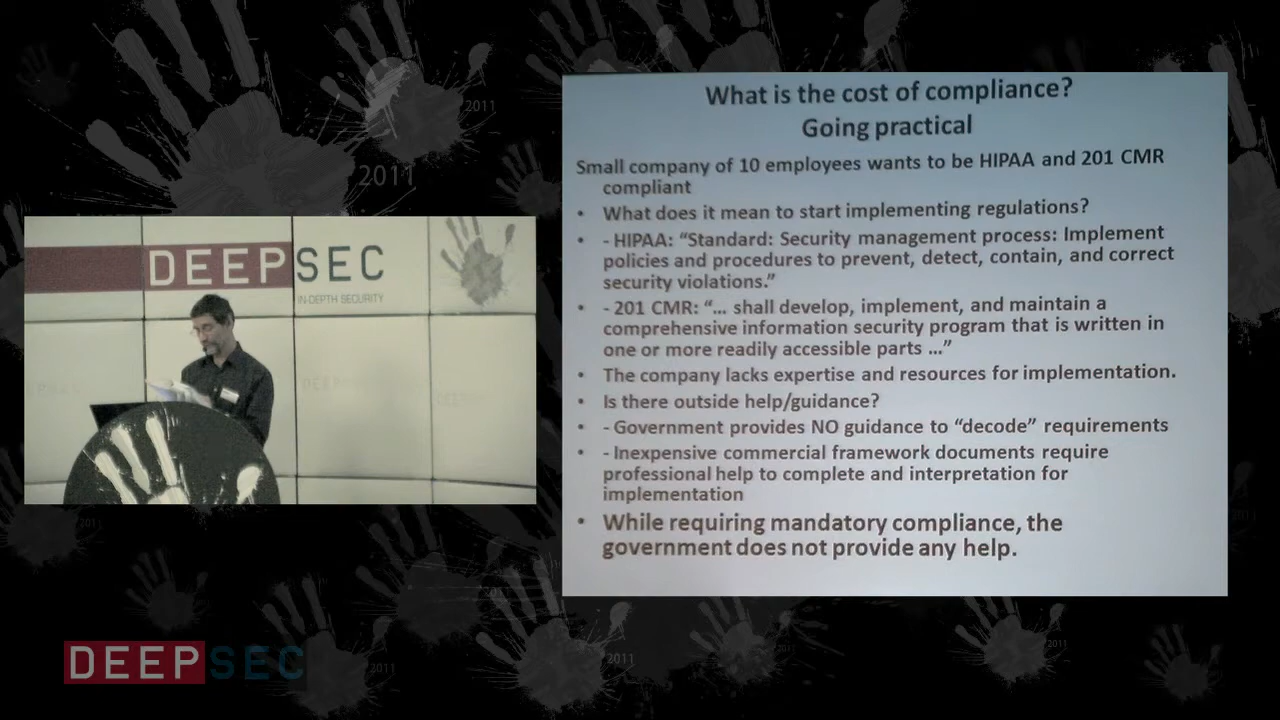 2011
2011
DEEPSEC
IN-DEPTH SECURITY
What is the cost of compliance?
Going practical
Small company of 10 employees wants to be HIPAA and 201 CMR
compliant
• What does it mean to start implementing regulations?
• - HIPAA: “Standard: Security management process: Implement
policies and procedures to prevent, detect, contain, and correct
security violations.”
• - 201 CMR: “... shall develop, implement, and maintain a
comprehensive information security program that is written in
one or more readily accessible parts ...”
• The company lacks expertise and resources for implementation.
• Is there outside help/guidance?
• - Government provides NO guidance to “decode” requirements
• - Inexpensive commercial framework documents require
professional help to complete and interpretation for
implementation
• While requiring mandatory compliance, the
government does not provide any help.
2011
DEEPSEC
2011
2011
2011